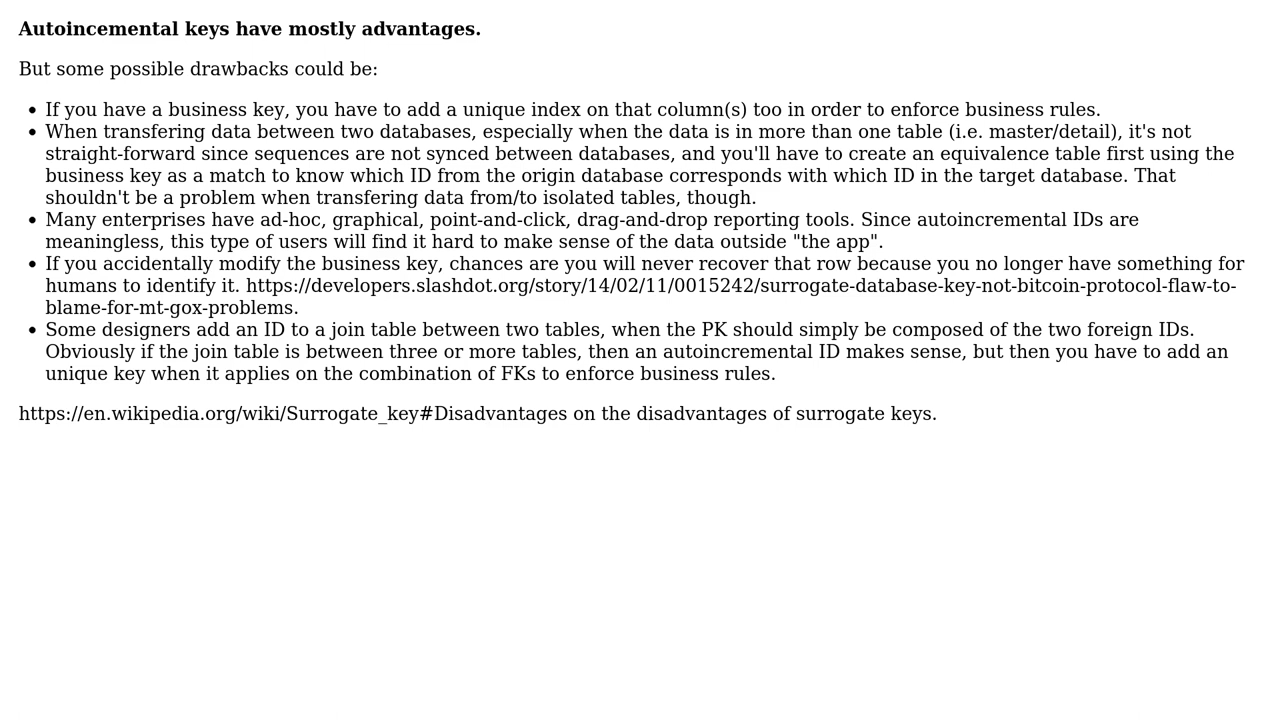 Autoincemental keys have mostly advantages.
But some possible drawbacks could be:
• If you have a business key, you have to add a unique index on that column(s) too in order to enforce business rules.
• When transfering data between two databases, especially when the data is in more than one table (i.e. master/detail), it's not
straight-forward since sequences are not synced between databases, and you'll have to create an equivalence table first using the
business key as a match to know which ID from the origin database corresponds with which ID in the target database. That
shouldn't be a problem when transfering data from/to isolated tables, though.
• Many enterprises have ad-hoc, graphical, point-and-click, drag-and-drop reporting tools. Since autoincremental IDs are
meaningless, this type of users will find it hard to make sense of the data outside "the app".
• If you accidentally modify the business key, chances are you will never recover that row because you no longer have something for
humans to identify it. https://developers.slashdot.org/story/14/02/11/0015242/surrogate-database-key-not-bitcoin-protocol-flaw-to-
blame-for-mt-gox-problems.
• Some designers add an ID to a join table between two tables, when the PK should simply be composed of the two foreign IDs.
Obviously if the join table is between three or more tables, then an autoincremental ID makes sense, but then you have to add an
unique key when it applies on the combination of FKs to enforce business rules.
https://en.wikipedia.org/wiki/Surrogate_key#Disadvantages on the disadvantages of surrogate keys.